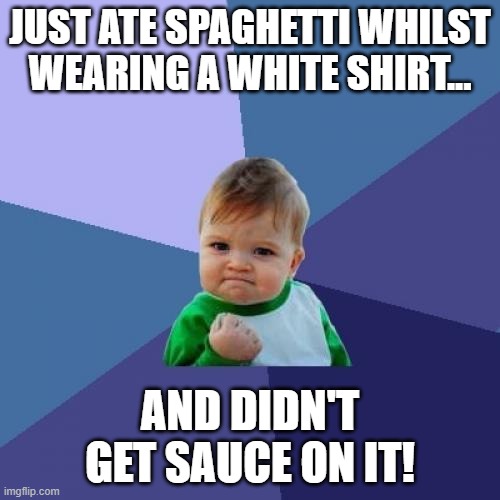 JUST ATE SPAGHETTI WHILST
WEARING A WHITE SHIRT...
AND DIDN'T
GET SAUCE ON IT!
imgflip.com